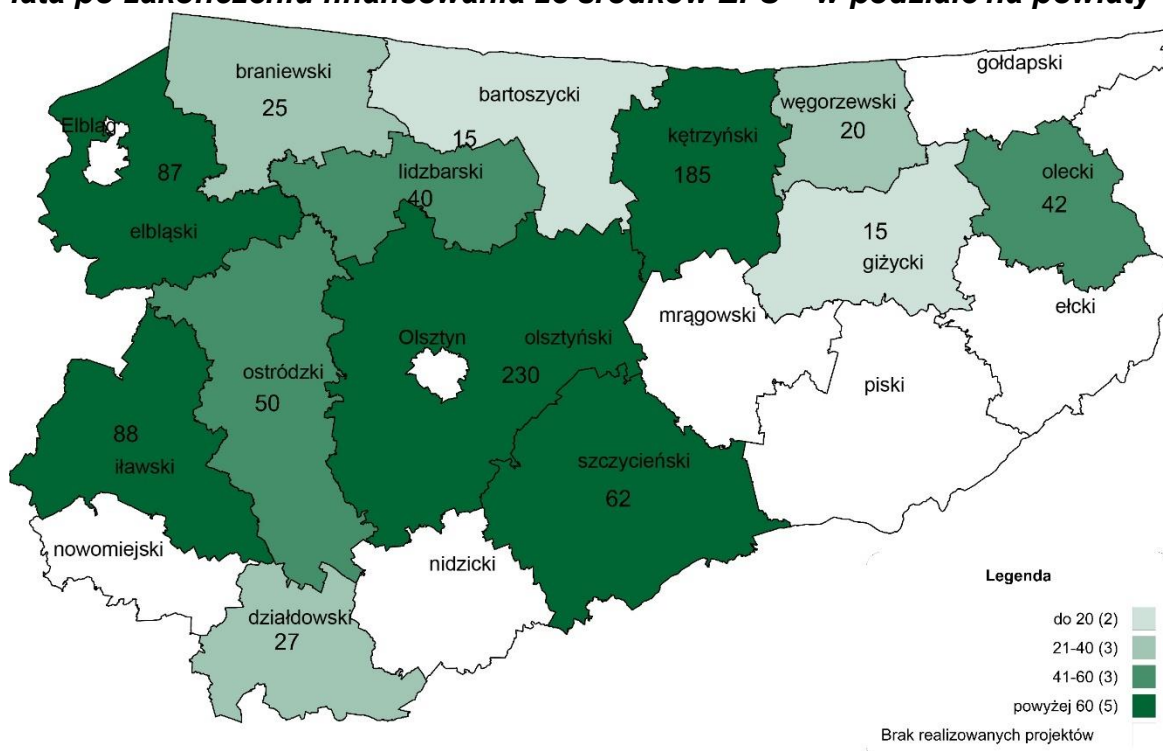 lata po zakończeniu finansowania ze środków EFS – w podziale na powiaty
gołdapski
braniewski
25
bartoszycki
15
węgorzewski
20
Elbląg
87
kętrzyński
185
lidzbarski
40
olecki
42
elbląski
15
giżycki
ełcki
mrągowski
Olsztyn
olsztyński
230
ostródzki
50
piski
88
iławski
szczycieński
62
nowomiejski
nidzicki
działdowski
27
Legenda
do 20 (2)
21-40 (3)
41-60 (3)
powyżej 60 (5)
Brak realizowanych projektów